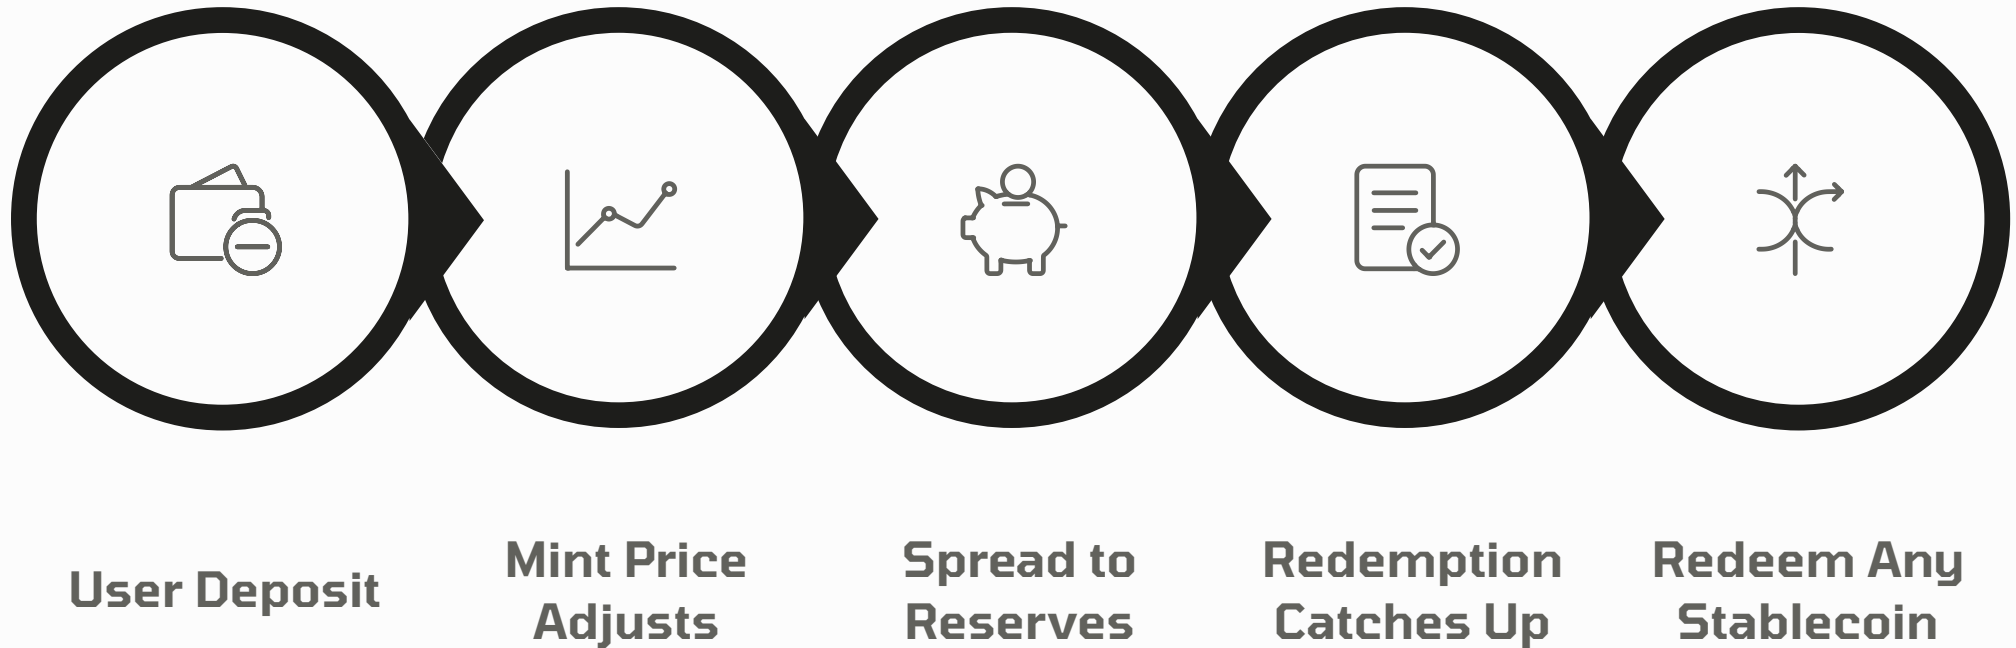 User Deposit
Mint Price
Adjusts
Spread to
Reserves
Redemption
Catches Up
Redeem Any
Stablecoin